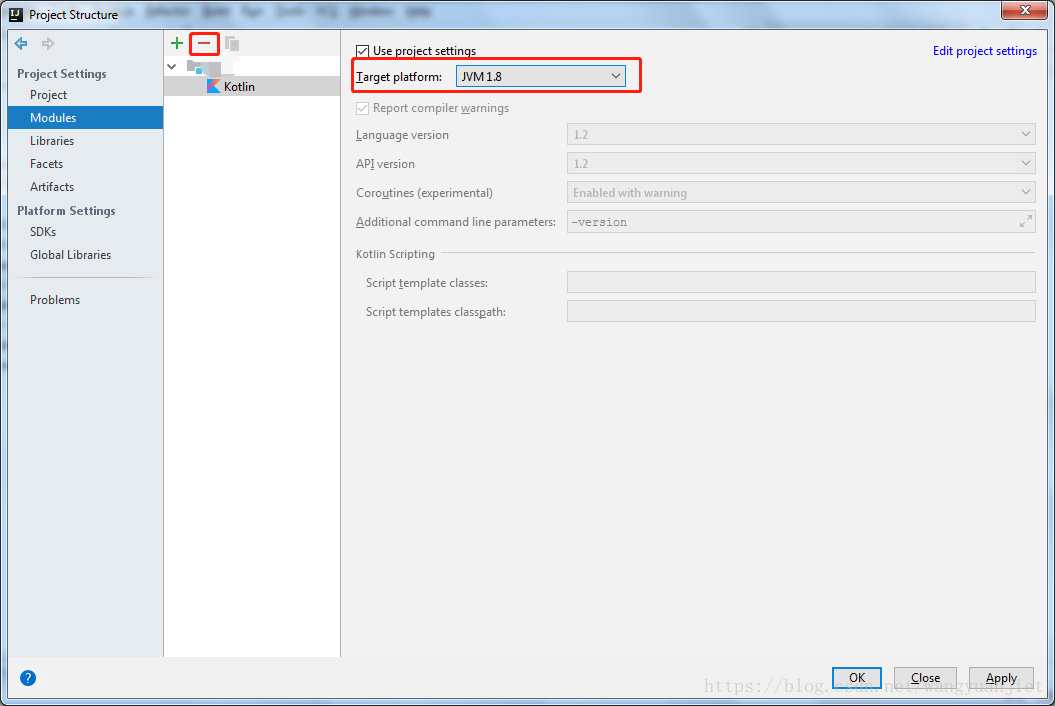 Project Structure
Project Settings
Project
Modules
Libraries
Facets
Artifacts
Platform Settings
SDKs
Global Libraries
Problems
Kotlin
Use project settings
Edit project settings
Target platform: JVM 1.8
Report compiler warnings
Language version 1.2
API version 1.2
Coroutines (experimental) Enabled with warning
Additional command line parameters: -version
Kotlin Scripting
Script template classes:
Script templates classpath:
? OK Close Apply
https://blog.csdn.net/wangyuanjiet